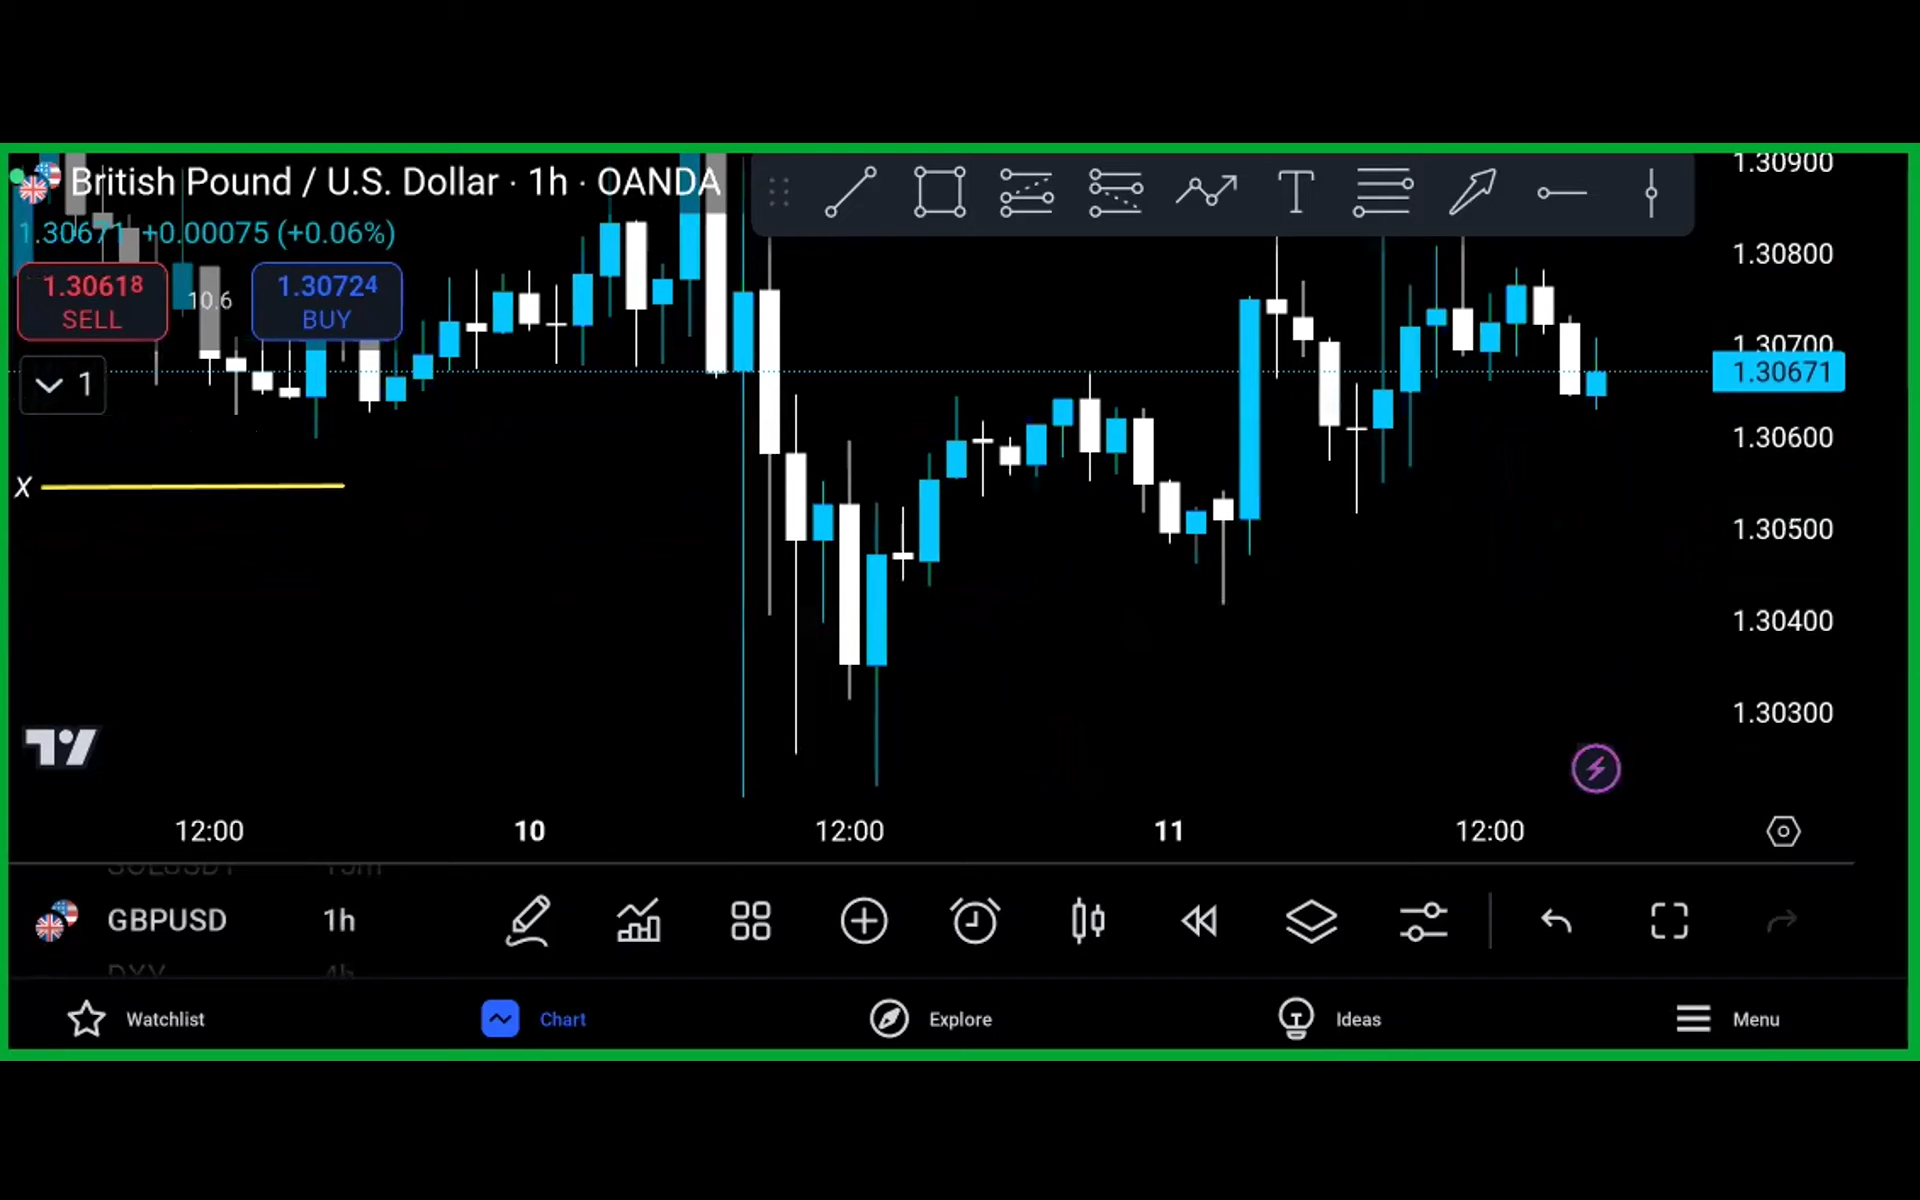 British Pound / U.S. Dollar · 1h · OANDA
1.30671 +0.00075 (+0.06%)
1.30618
SELL
10.6
1.30724
BUY
1
X
1.30900
1.30800
1.30700
1.30671
1.30600
1.30500
1.30400
1.30300
12:00
10
12:00
11
12:00
GBPUSD
1h
DXY
4h
Watchlist
Chart
Explore
Ideas
Menu